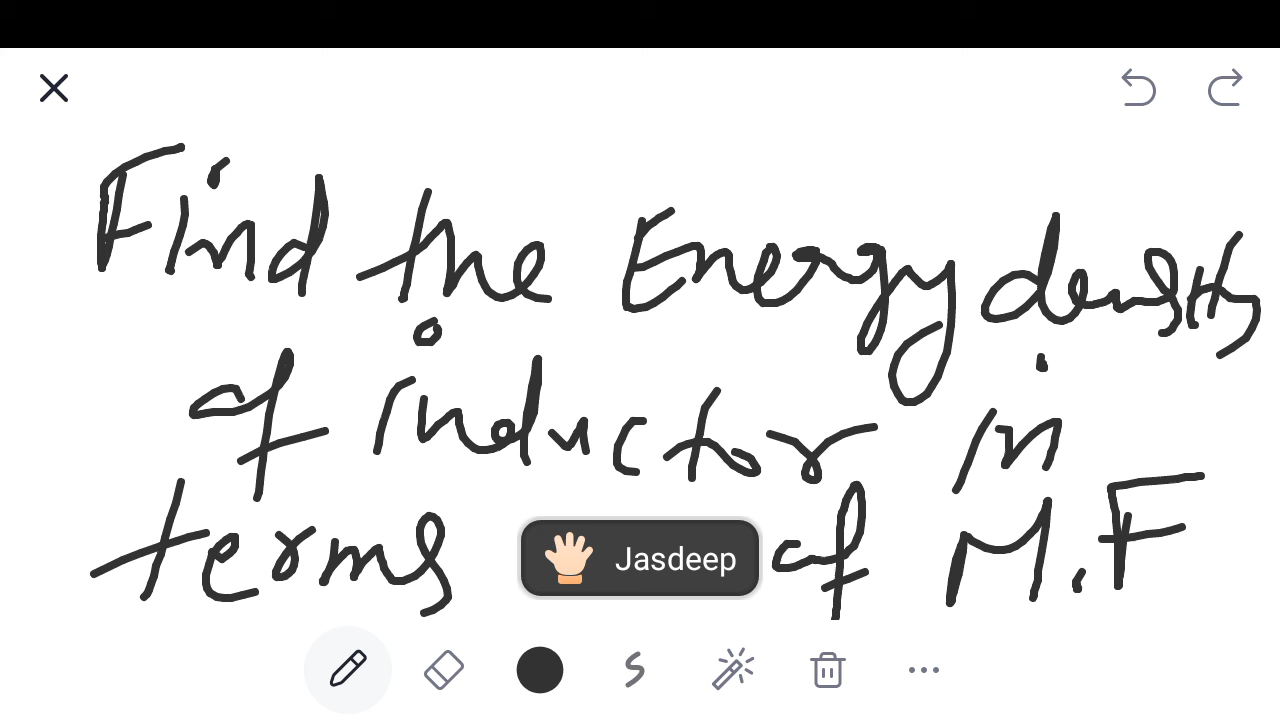 Find the Energy density
of inductor in
terms of M.F
Jasdeep